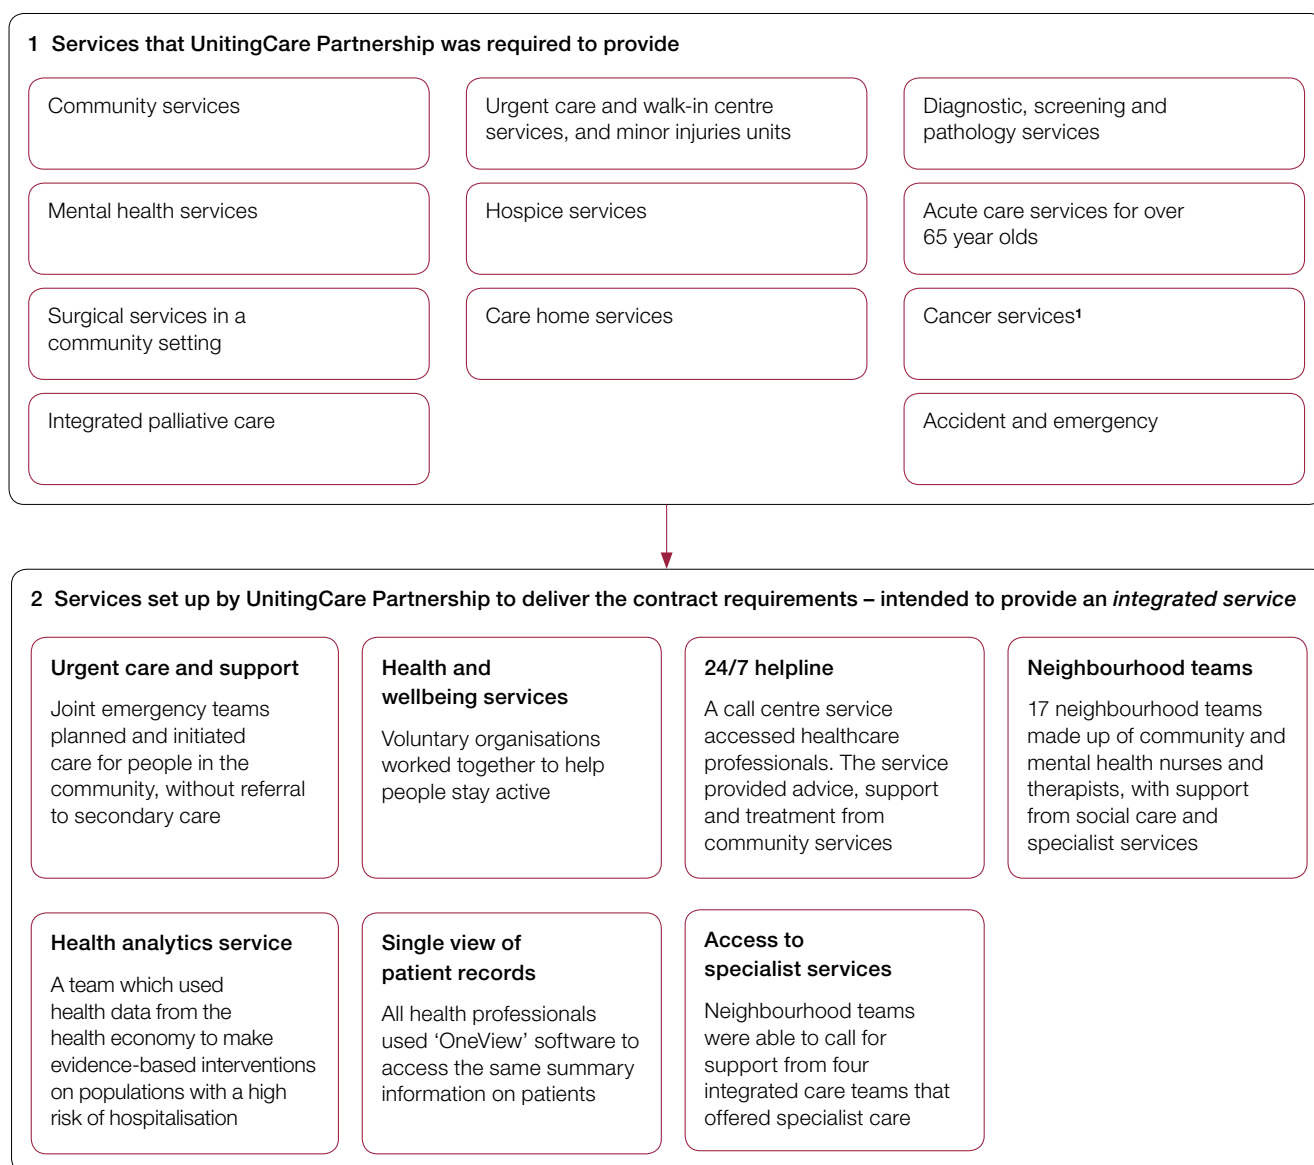 1 Services that UnitingCare Partnership was required to provide
Community services
Urgent care and walk-in centre
services, and minor injuries units
Diagnostic, screening and
pathology services
Mental health services
Hospice services
Acute care services for over
65 year olds
Surgical services in a
community setting
Care home services
Cancer services¹
Integrated palliative care
Accident and emergency
2 Services set up by UnitingCare Partnership to deliver the contract requirements – intended to provide an integrated service
Urgent care and support
Joint emergency teams
planned and initiated
care for people in the
community, without referral
to secondary care
Health and
wellbeing services
Voluntary organisations
worked together to help
people stay active
24/7 helpline
A call centre service
accessed healthcare
professionals. The service
provided advice, support
and treatment from
community services
Neighbourhood teams
17 neighbourhood teams
made up of community and
mental health nurses and
therapists, with support
from social care and
specialist services
Health analytics service
A team which used
health data from the
health economy to make
evidence-based interventions
on populations with a high
risk of hospitalisation
Single view of
patient records
All health professionals
used ‘OneView’ software to
access the same summary
information on patients
Access to
specialist services
Neighbourhood teams
were able to call for
support from four
integrated care teams that
offered specialist care